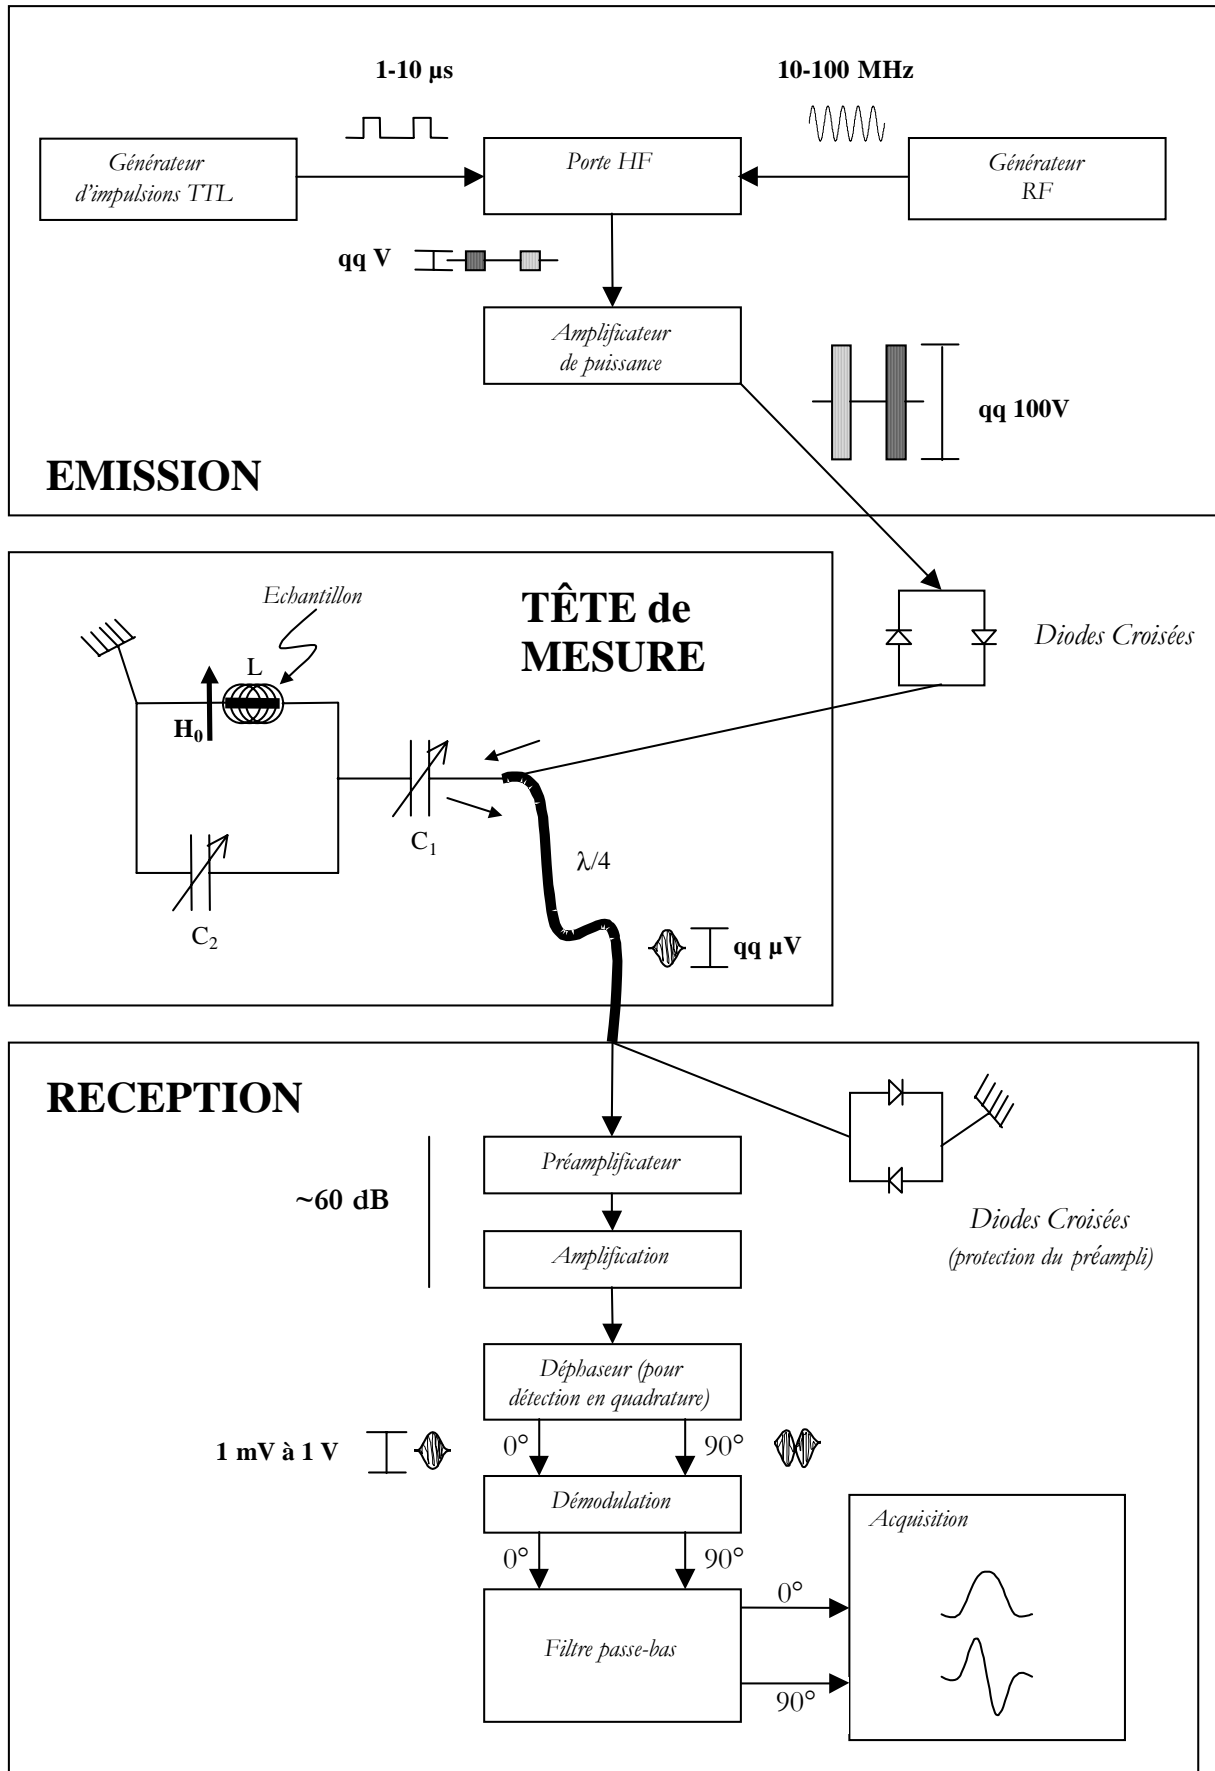 1-10 µs
10-100 MHz
Générateur
d'impulsions TTL
Porte HF
Générateur
RF
qq V
Amplificateur
de puissance
qq 100V
EMISSION
Echantillon
TÊTE de
MESURE
Diodes Croisées
L
H₀
C₁
λ/4
C₂
qq µV
RECEPTION
Préamplificateur
~60 dB
Diodes Croisées
(protection du préampli)
Amplification
Déphaseur (pour
détection en quadrature)
1 mV à 1 V
0°
90°
Démodulation
Acquisition
0°
90°
0°
Filtre passe-bas
90°